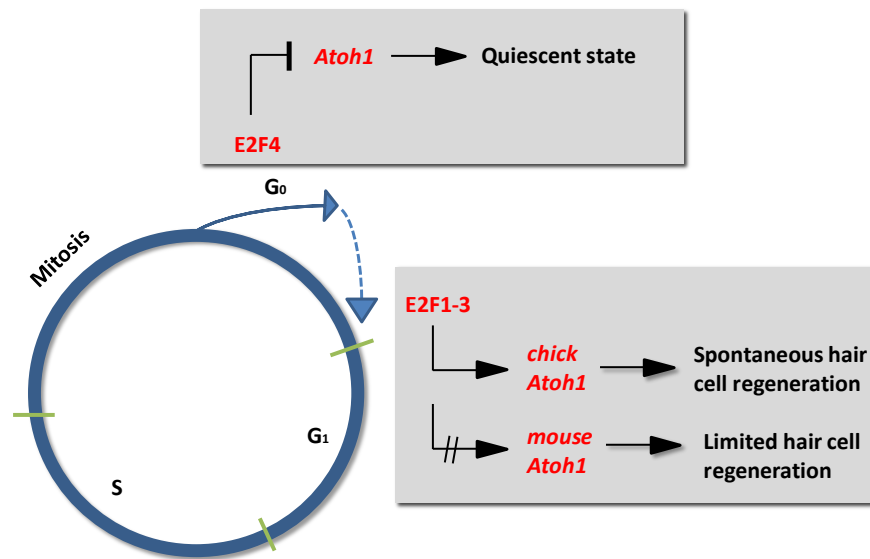 Atoh1 Quiescent state
E2F4
G₀
Mitosis
E2F1-3
chick
Atoh1
Spontaneous hair
cell regeneration
mouse
Atoh1
Limited hair cell
regeneration
G₁
S